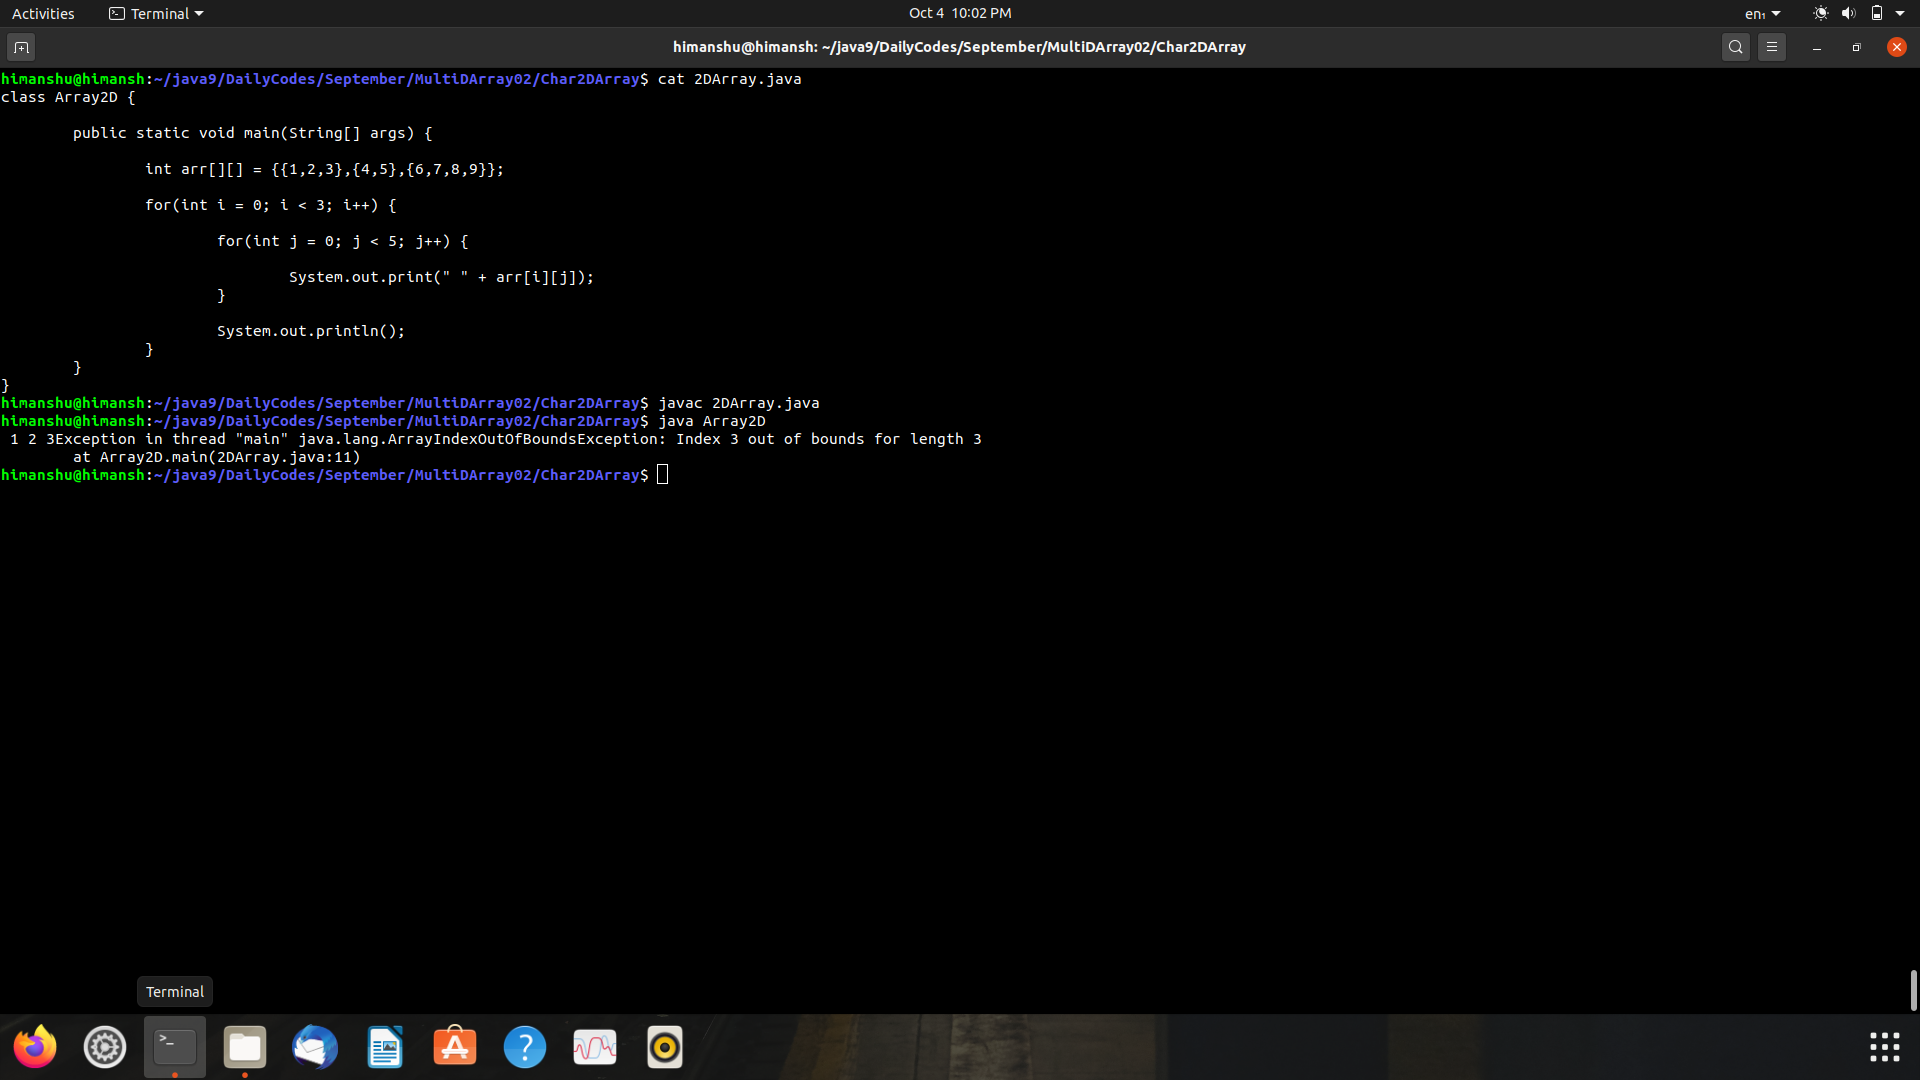 Activities Terminal Oct 4 10:02 PM en₁
himanshu@himansh: ~/java9/DailyCodes/September/MultiDArray02/Char2DArray
himanshu@himansh:~/java9/DailyCodes/September/MultiDArray02/Char2DArray$ cat 2DArray.java
class Array2D {
public static void main(String[] args) {
int arr[][] = {{1,2,3},{4,5},{6,7,8,9}};
for(int i = 0; i < 3; i++) {
for(int j = 0; j < 5; j++) {
System.out.print(" " + arr[i][j]);
}
System.out.println();
}
}
}
himanshu@himansh:~/java9/DailyCodes/September/MultiDArray02/Char2DArray$ javac 2DArray.java
himanshu@himansh:~/java9/DailyCodes/September/MultiDArray02/Char2DArray$ java Array2D
1 2 3Exception in thread "main" java.lang.ArrayIndexOutOfBoundsException: Index 3 out of bounds for length 3
at Array2D.main(2DArray.java:11)
himanshu@himansh:~/java9/DailyCodes/September/MultiDArray02/Char2DArray$
Terminal